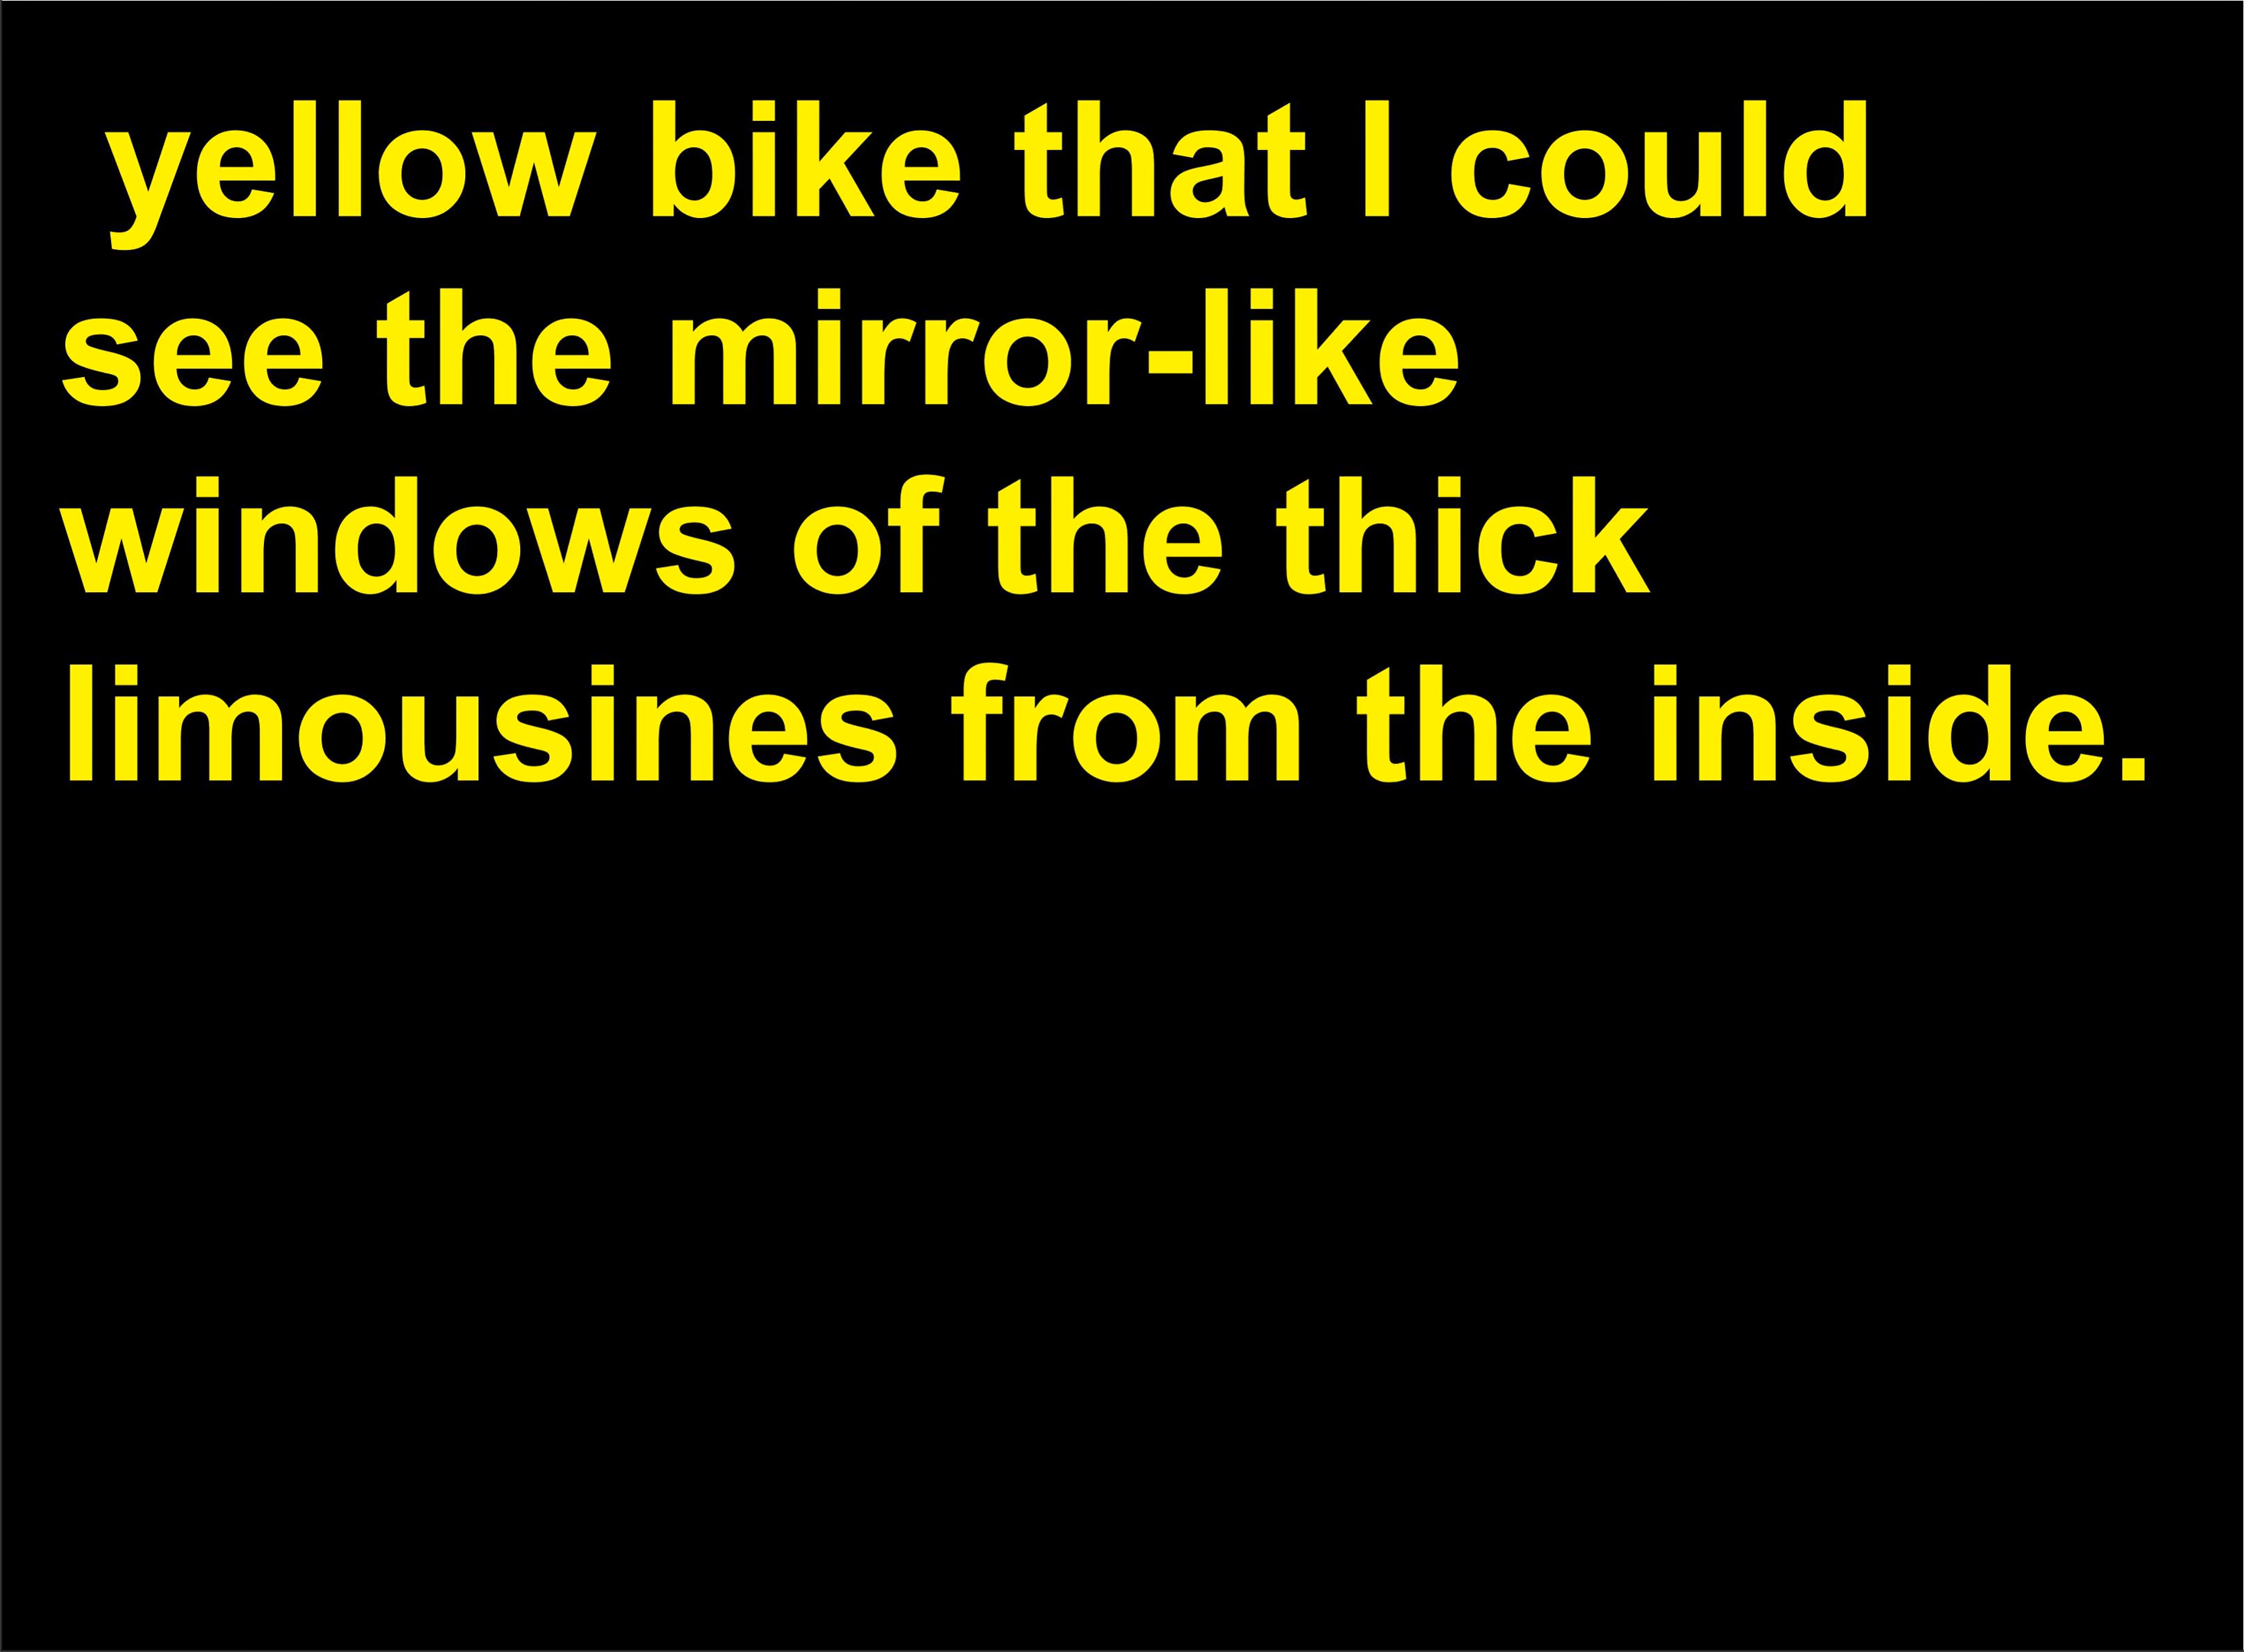 yellow bike that I could
see the mirror-like
windows of the thick
limousines from the inside.